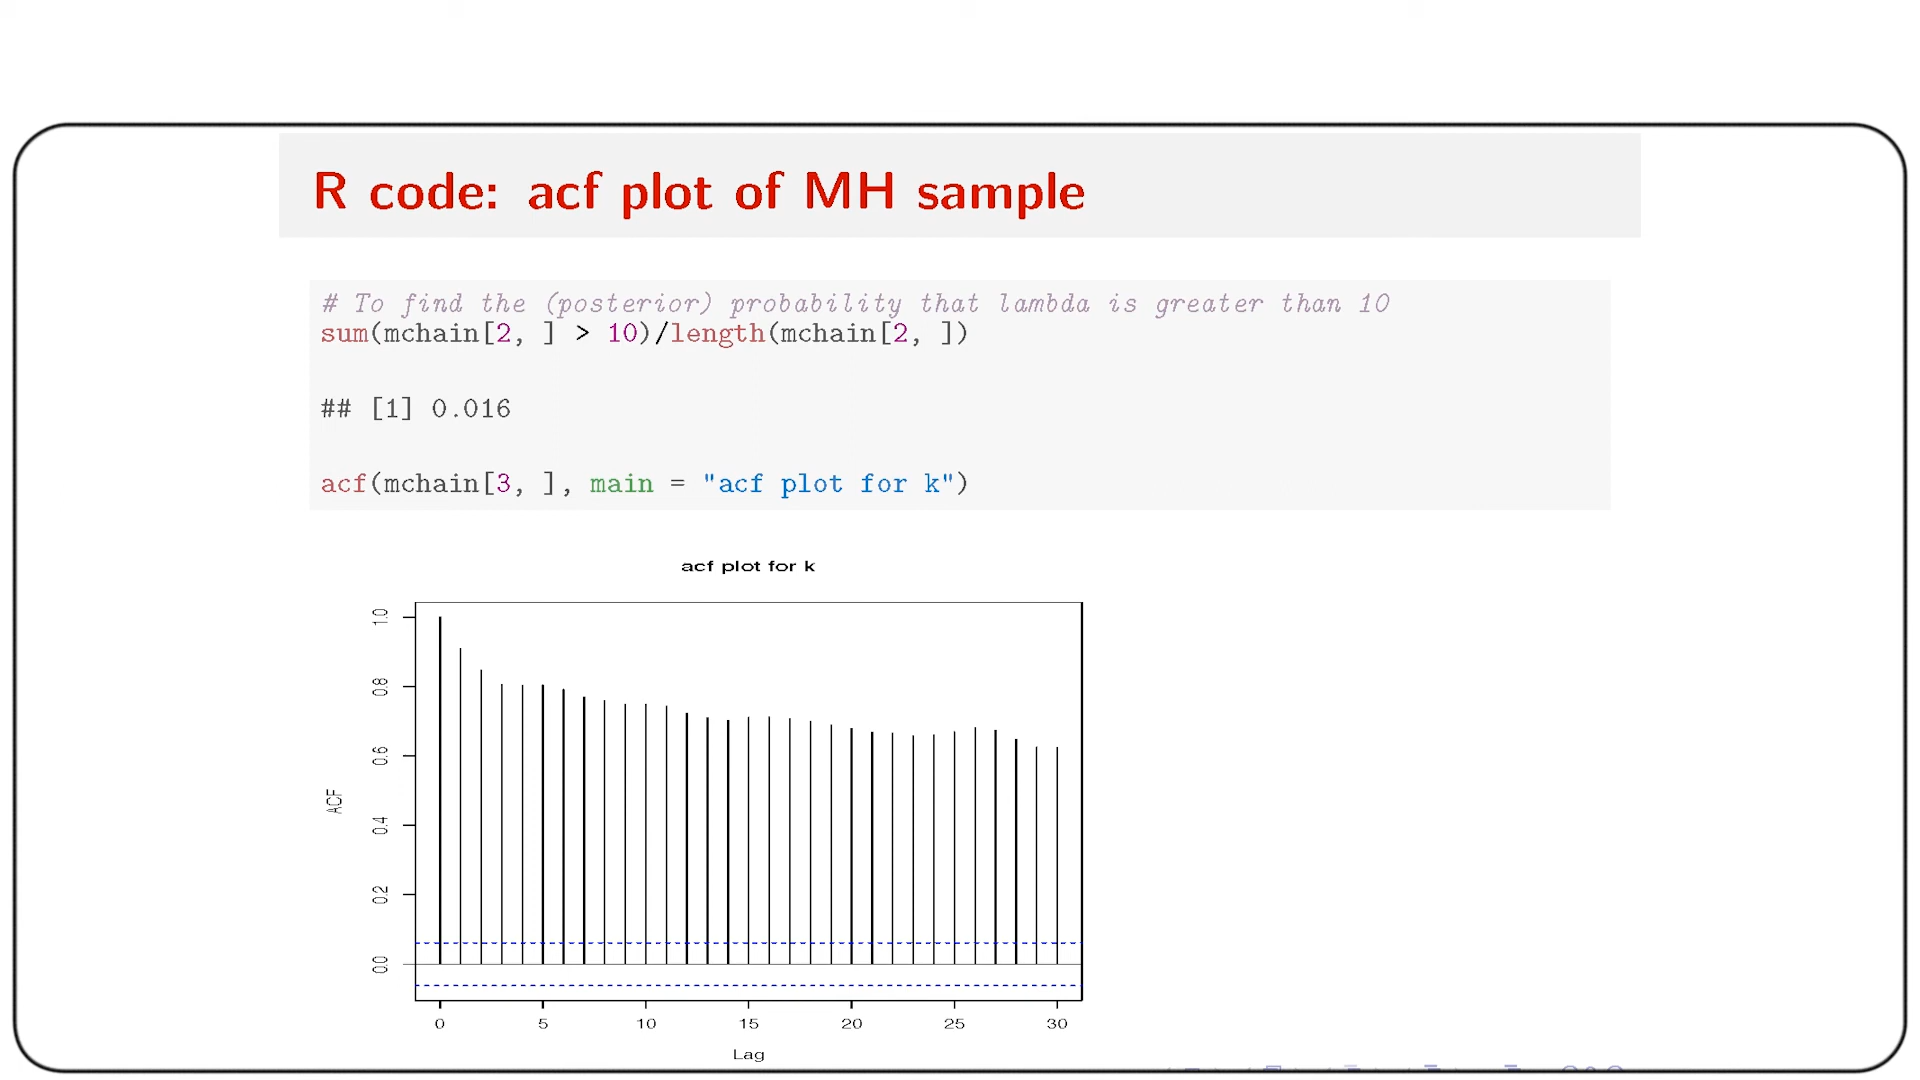 R code: acf plot of MH sample
# To find the (posterior) probability that lambda is greater than 10
sum(mchain[2, ] > 10)/length(mchain[2, ])
## [1] 0.016
acf(mchain[3, ], main = "acf plot for k")
acf plot for k
1.0
0.8
0.6
0.4
0.2
0.0
ACF
0 5 10 15 20 25 30
Lag